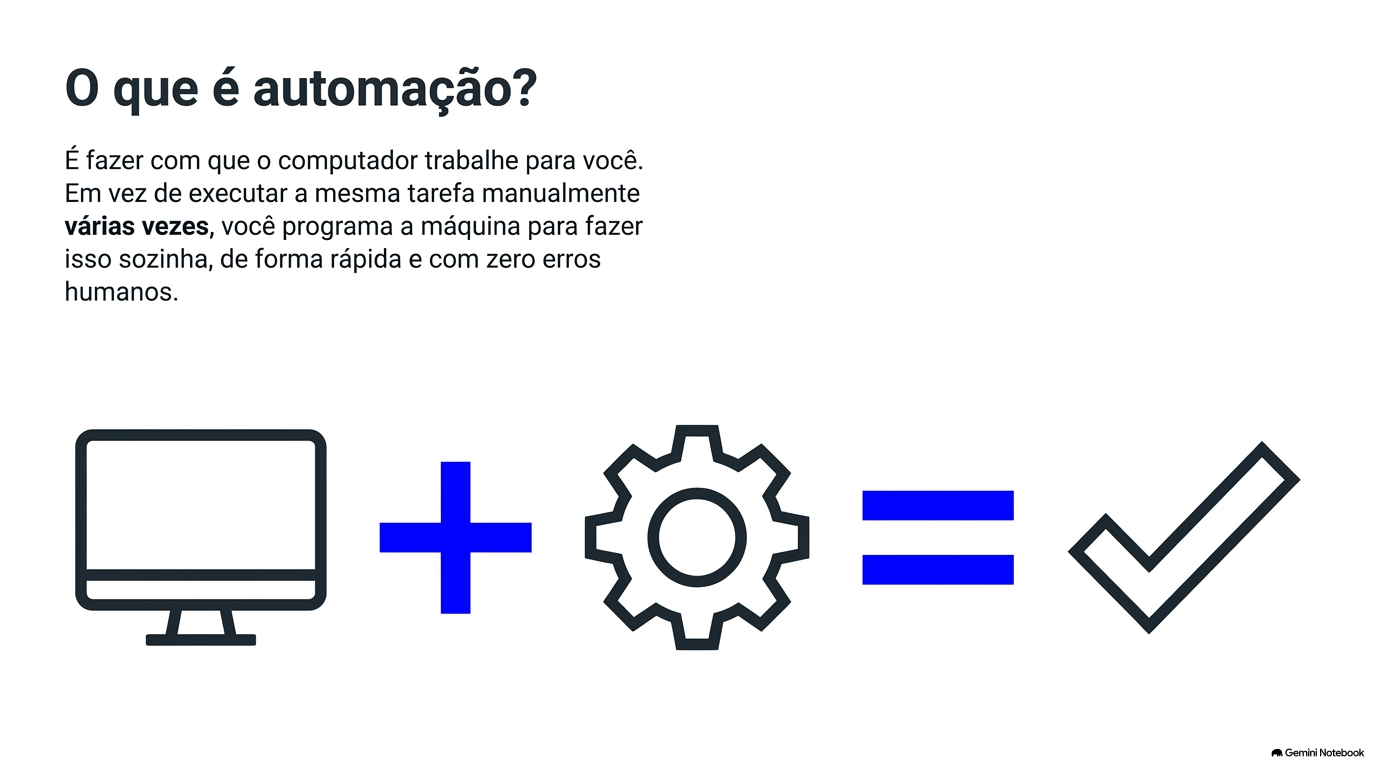 O que é automação?
É fazer com que o computador trabalhe para você.
Em vez de executar a mesma tarefa manualmente
várias vezes, você programa a máquina para fazer
isso sozinha, de forma rápida e com zero erros
humanos.
Gemini Notebook